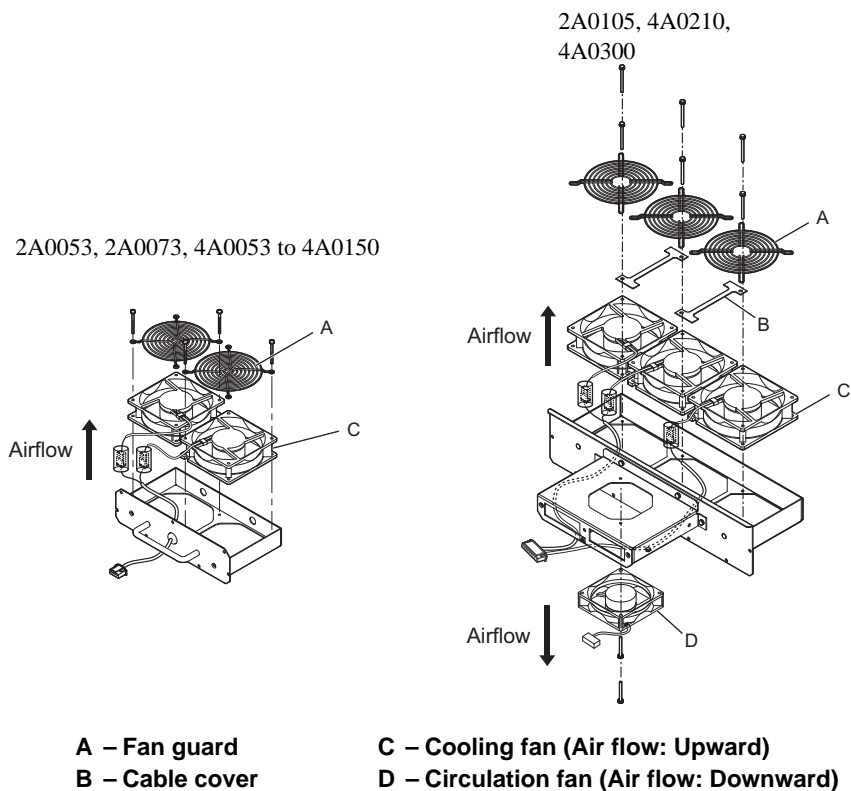 2A0105, 4A0210,
4A0300
A
B
Airflow
C
D
Airflow
2A0053, 2A0073, 4A0053 to 4A0150
A
Airflow
C
A – Fan guard
B – Cable cover
C – Cooling fan (Air flow: Upward)
D – Circulation fan (Air flow: Downward)